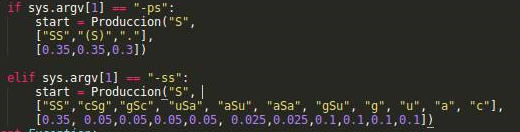 if sys.argv[1] == "-ps":
start = Produccion("S",
["SS","(S)","."],
[0.35,0.35,0.3])
elif sys.argv[1] == "-ss":
start = Produccion("S",
["SS","cSg","gSc", "uSa", "aSu", "aSa", "gSu", "g", "u", "a", "c"],
[0.35, 0.05,0.05,0.05,0.05, 0.025,0.025,0.1,0.1,0.1,0.1])